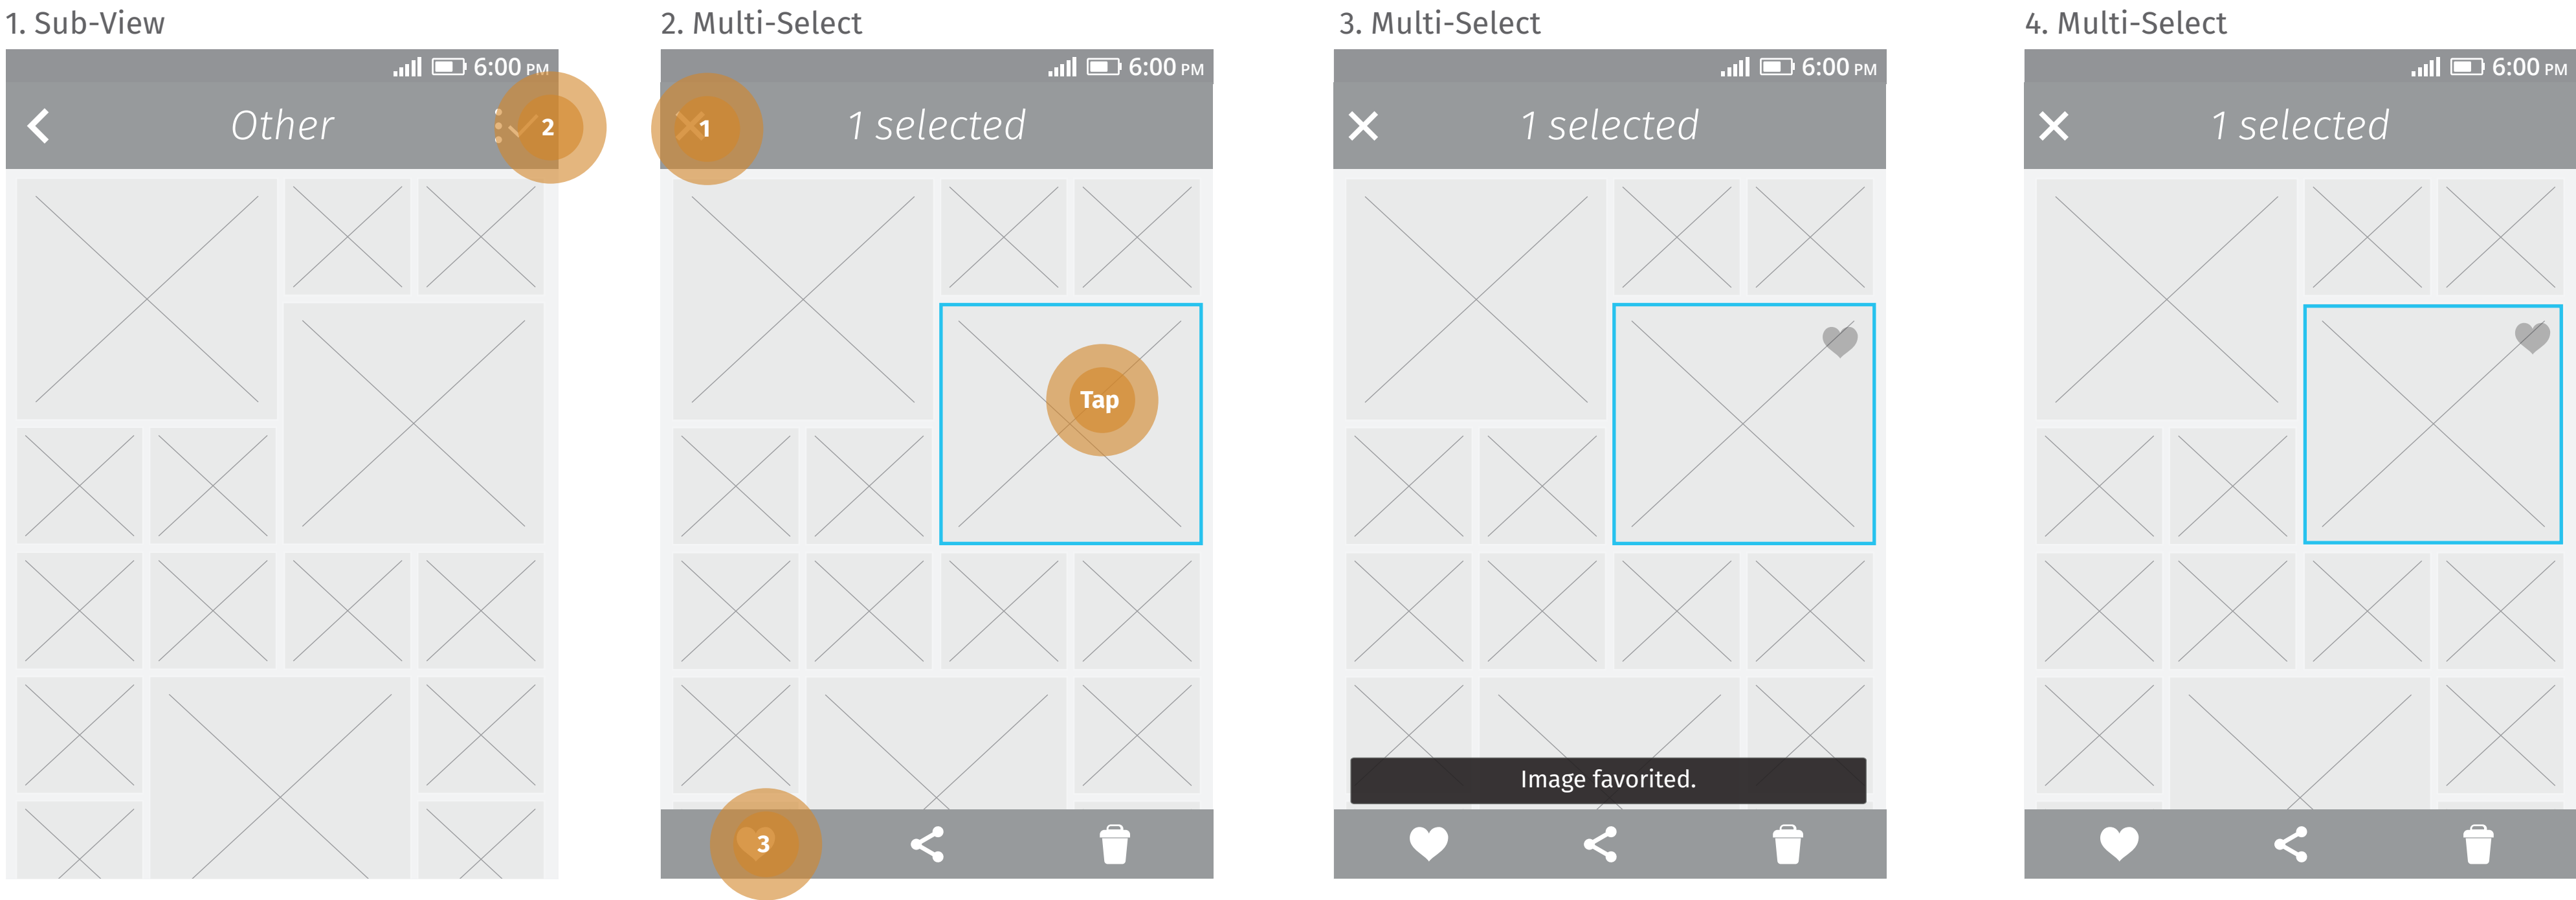 1. Sub-View
6:00 PM
Other
2
2. Multi-Select
6:00 PM
1
1 selected
Tap
3
3. Multi-Select
6:00 PM
1 selected
Image favorited.
4. Multi-Select
6:00 PM
1 selected